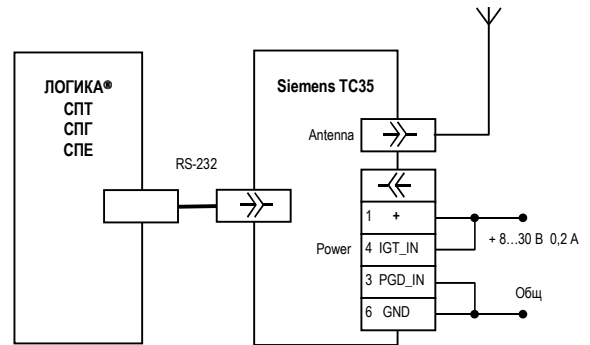 ЛОГИКА®
СПТ
СПГ
СПЕ
RS-232
Siemens TC35
Antenna
Power
1 +
4 IGT_IN
3 PGD_IN
6 GND
+ 8...30 В 0,2 А
Общ